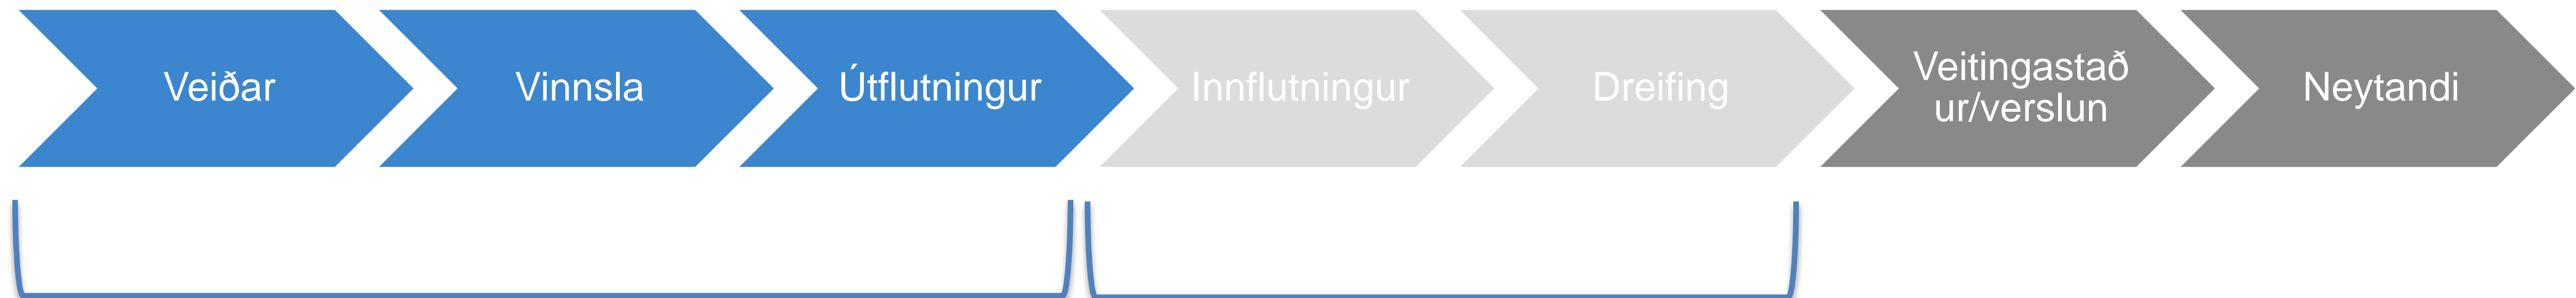 Veiðar
Vinnsla
Útflutningur
Innflutningur
Dreifing
Veitingastað
ur/verslun
Neytandi